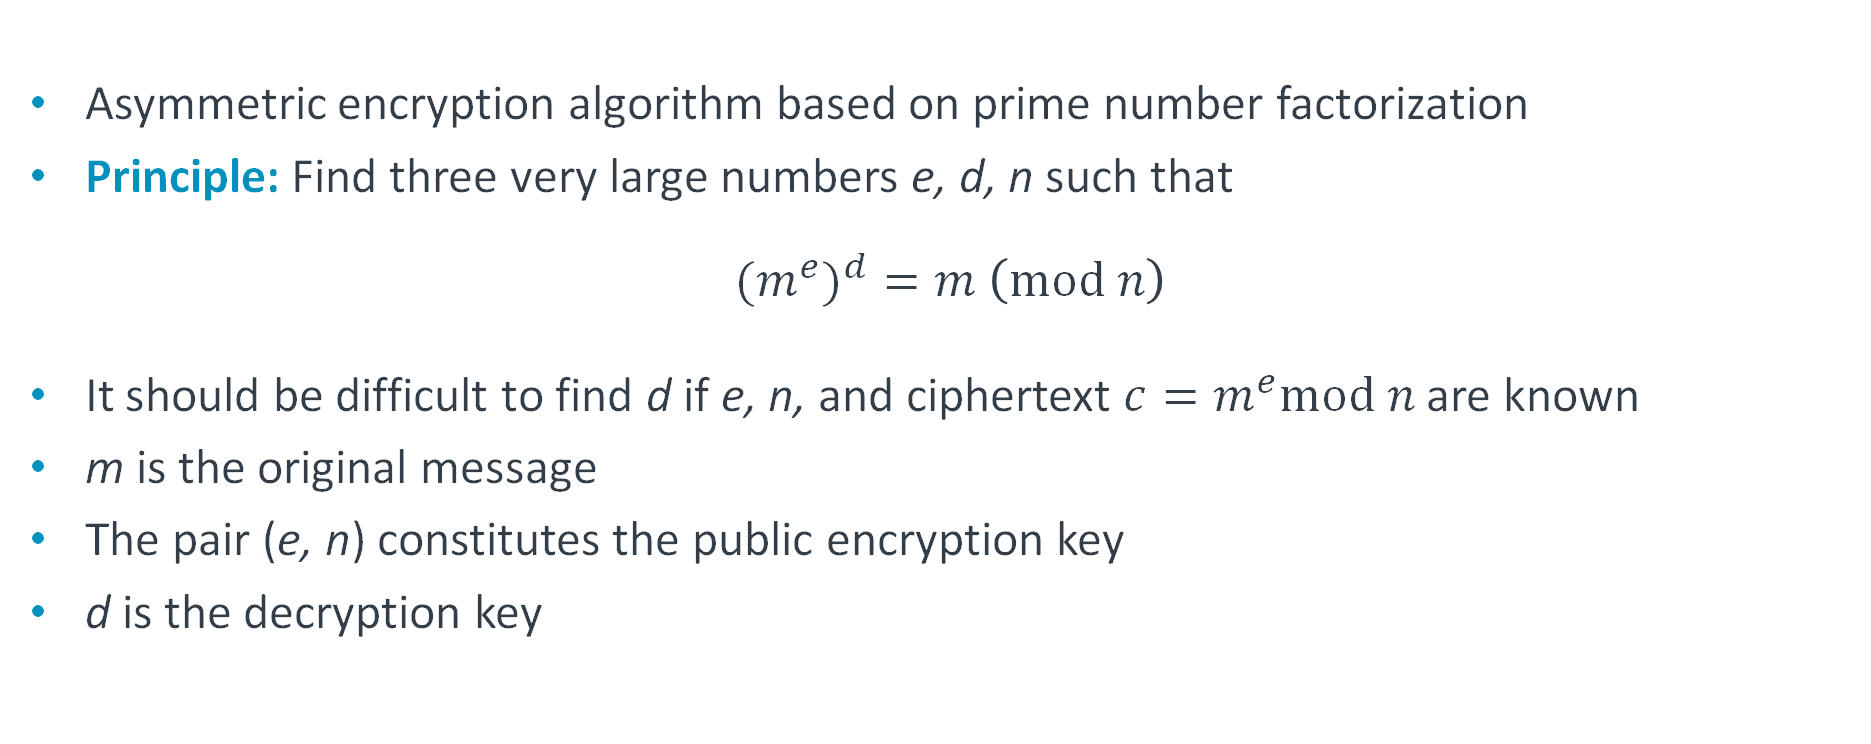 • Asymmetric encryption algorithm based on prime number factorization
• Principle: Find three very large numbers e, d, n such that
(mᵉ)ᵈ = m (mod n)
• It should be difficult to find d if e, n, and ciphertext c = mᵉ mod n are known
• m is the original message
• The pair (e, n) constitutes the public encryption key
• d is the decryption key